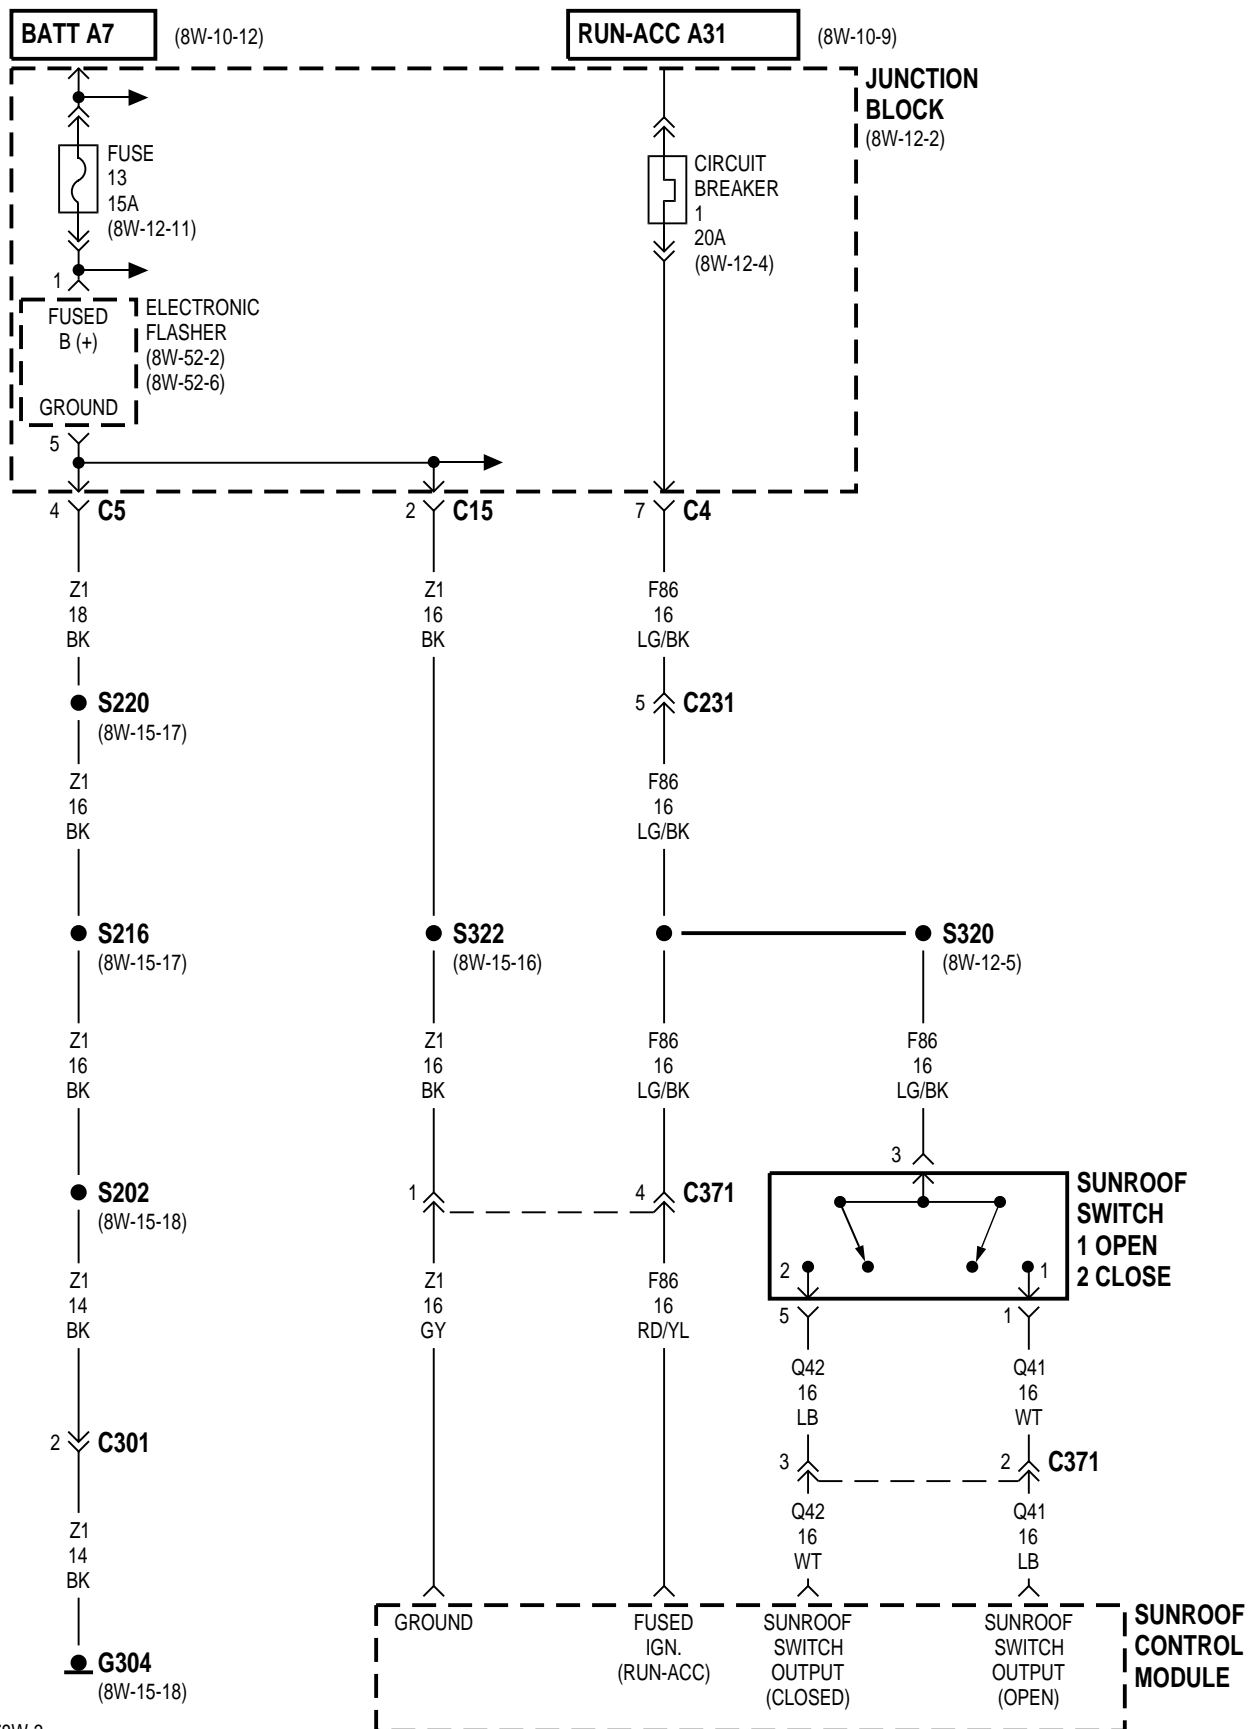 BATT A7
(8W-10-12)
RUN-ACC A31
(8W-10-9)
JUNCTION
BLOCK
(8W-12-2)
FUSE
13
15A
(8W-12-11)
CIRCUIT
BREAKER
1
20A
(8W-12-4)
1
FUSED
B (+)
GROUND
ELECTRONIC
FLASHER
(8W-52-2)
(8W-52-6)
5
4 C5
2 C15
7 C4
Z1
18
BK
Z1
16
BK
F86
16
LG/BK
S220
(8W-15-17)
5 C231
Z1
16
BK
F86
16
LG/BK
S216
(8W-15-17)
S322
(8W-15-16)
S320
(8W-12-5)
Z1
16
BK
Z1
16
BK
F86
16
LG/BK
F86
16
LG/BK
3
S202
(8W-15-18)
1
4 C371
SUNROOF
SWITCH
1 OPEN
2 CLOSE
2
1
Z1
14
BK
Z1
16
GY
F86
16
RD/YL
5
1
Q42
16
LB
Q41
16
WT
2 C301
3
2 C371
Z1
14
BK
Q42
16
WT
Q41
16
LB
G304
(8W-15-18)
GROUND
FUSED
IGN.
(RUN-ACC)
SUNROOF
SWITCH
OUTPUT
(CLOSED)
SUNROOF
SWITCH
OUTPUT
(OPEN)
SUNROOF
CONTROL
MODULE